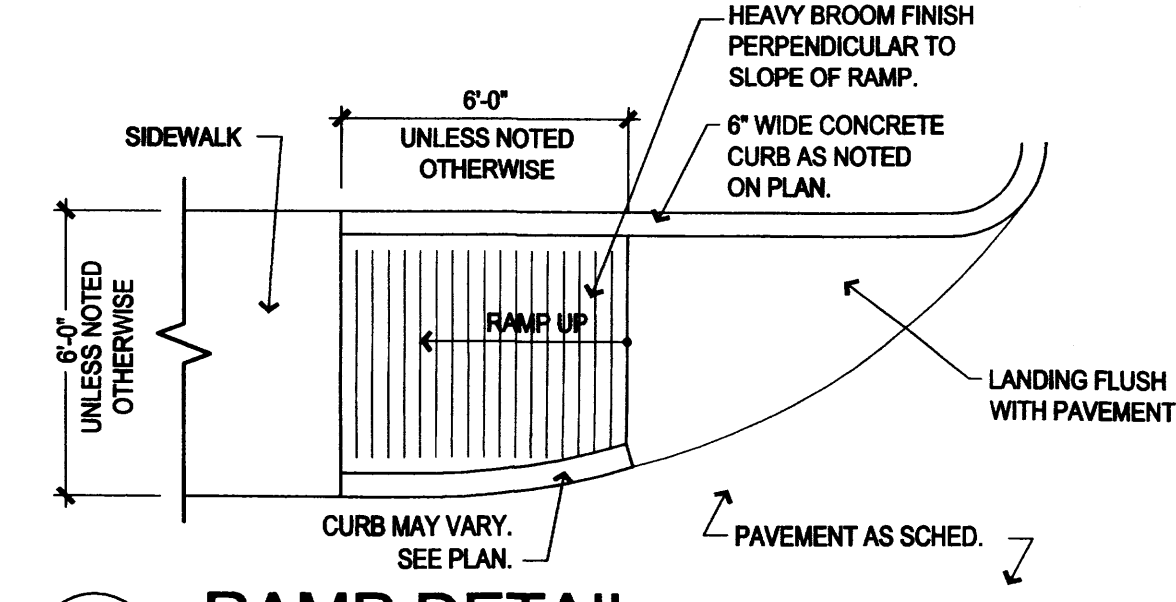 HEAVY BROOM FINISH
PERPENDICULAR TO
SLOPE OF RAMP.
6'-0"
UNLESS NOTED
OTHERWISE
6" WIDE CONCRETE
CURB AS NOTED
ON PLAN.
SIDEWALK
6'-0"
UNLESS NOTED
OTHERWISE
RAMP UP
LANDING FLUSH
WITH PAVEMENT
CURB MAY VARY.
SEE PLAN.
PAVEMENT AS SCHED.
RAMP DETAIL